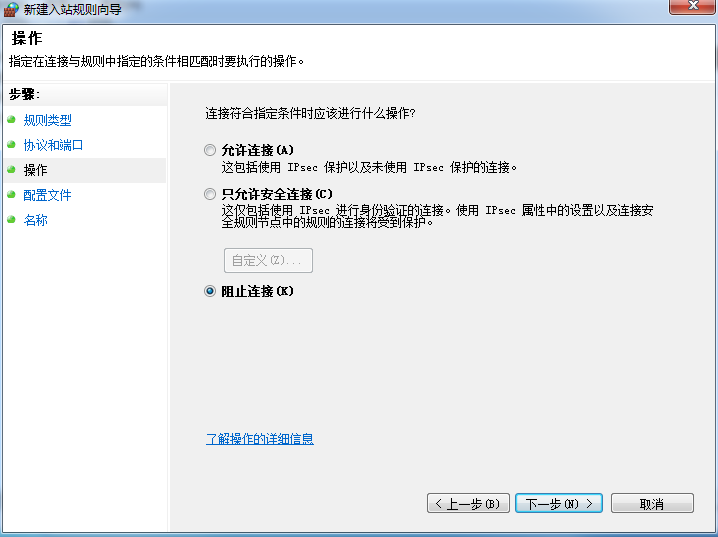 新建入站规则向导
操作
指定在连接与规则中指定的条件相匹配时要执行的操作。
步骤:
规则类型
协议和端口
操作
配置文件
名称
连接符合指定条件时应该进行什么操作?
允许连接(A)
这包括使用 IPsec 保护以及未使用 IPsec 保护的连接。
只允许安全连接(C)
这仅包括使用 IPsec 进行身份验证的连接。使用 IPsec 属性中的设置以及连接安
全规则节点中的规则的连接将受到保护。
自定义(Z)...
阻止连接(K)
了解操作的详细信息
< 上一步(B)
下一步(N) >
取消